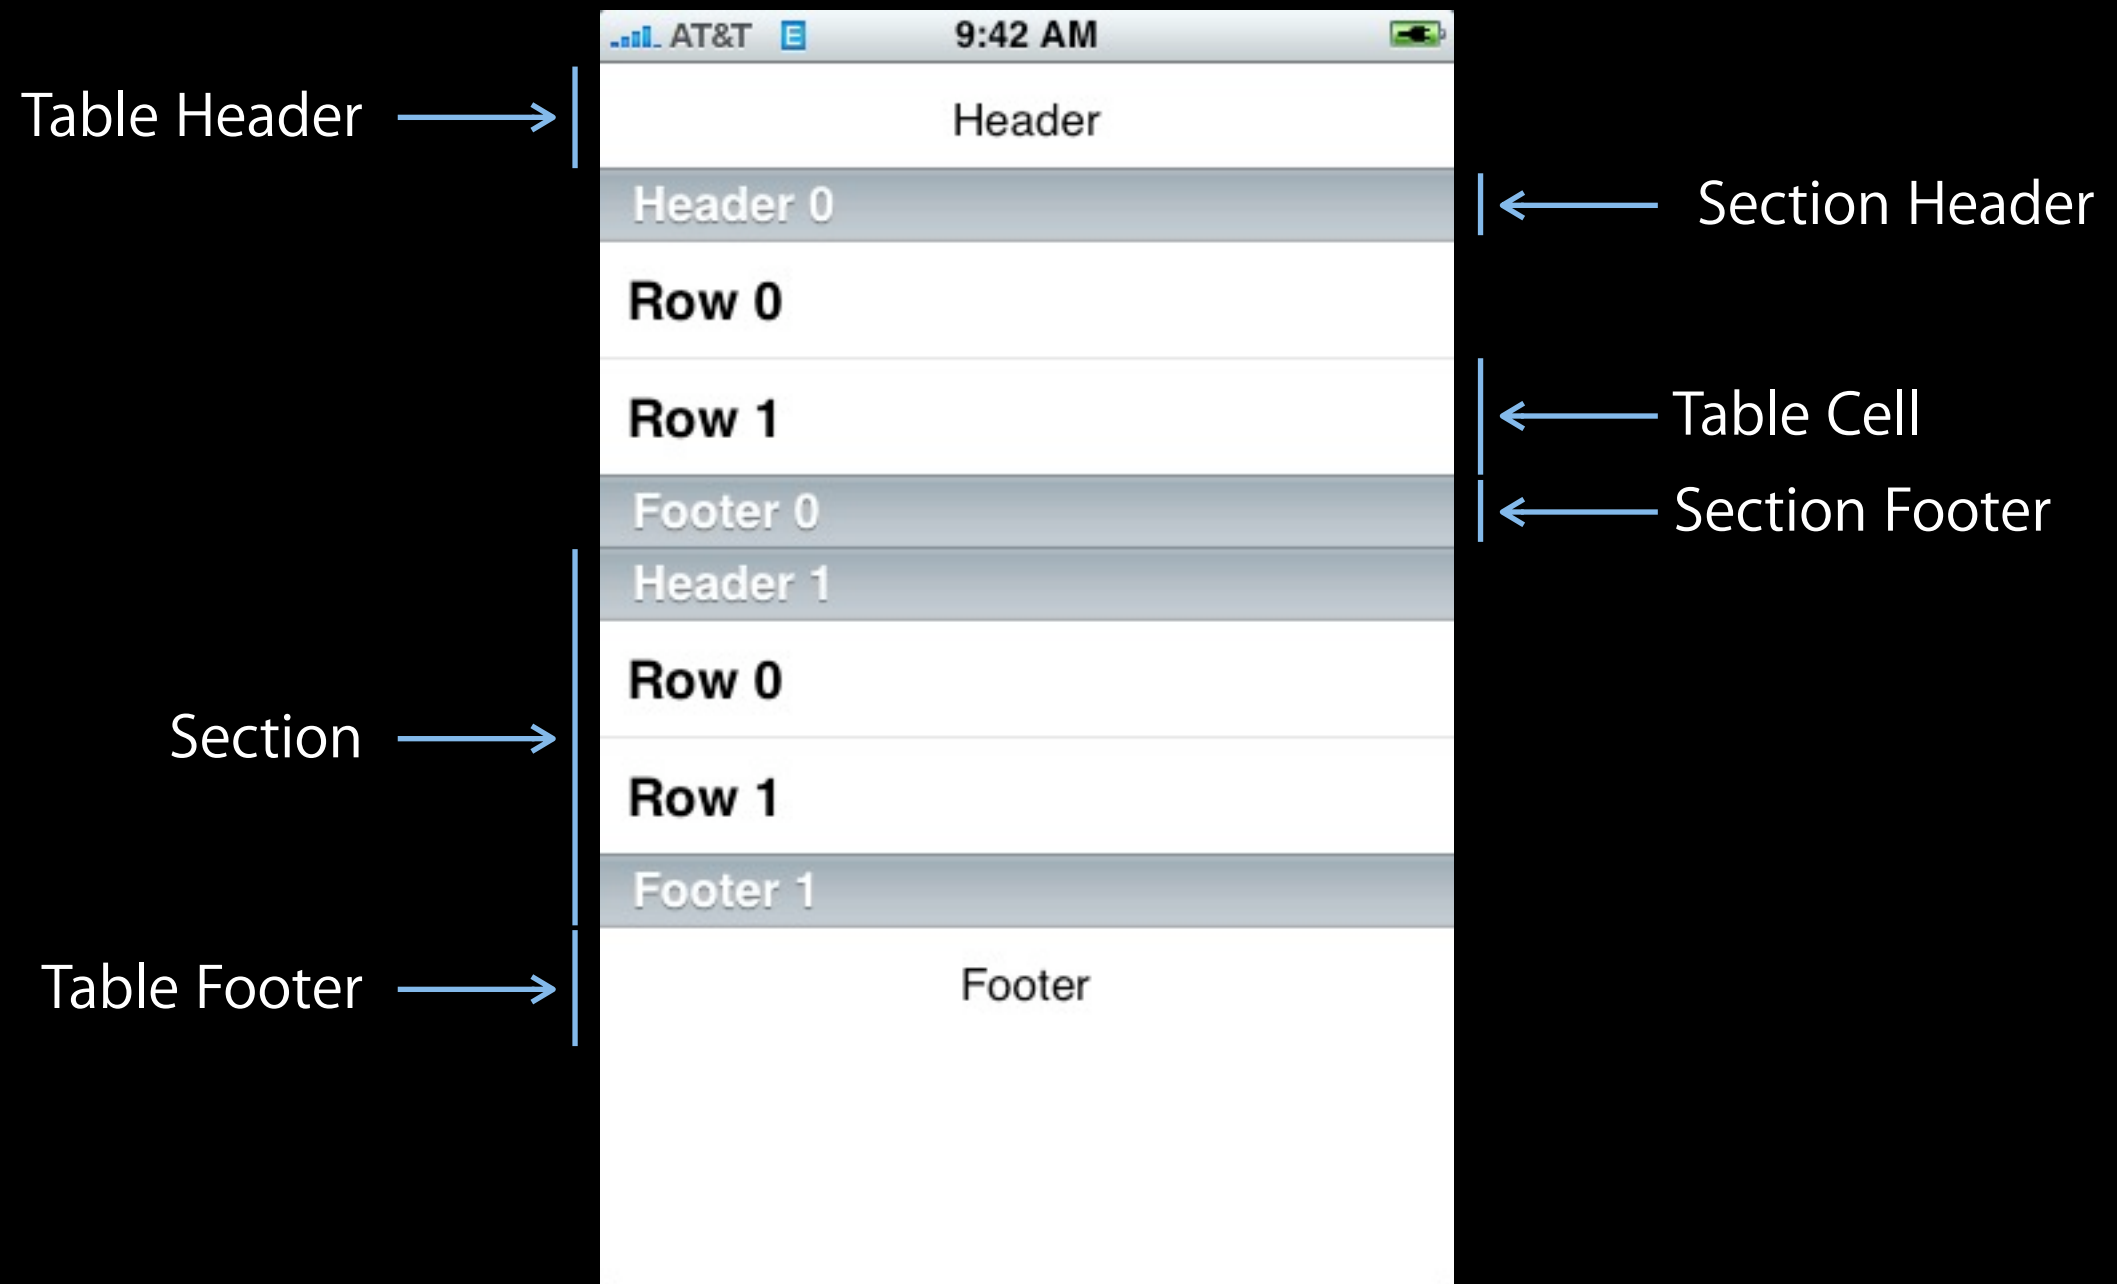 AT&T E 9:42 AM
Table Header
Header
Header 0
Section Header
Row 0
Row 1
Table Cell
Footer 0
Section Footer
Header 1
Row 0
Section
Row 1
Footer 1
Table Footer
Footer